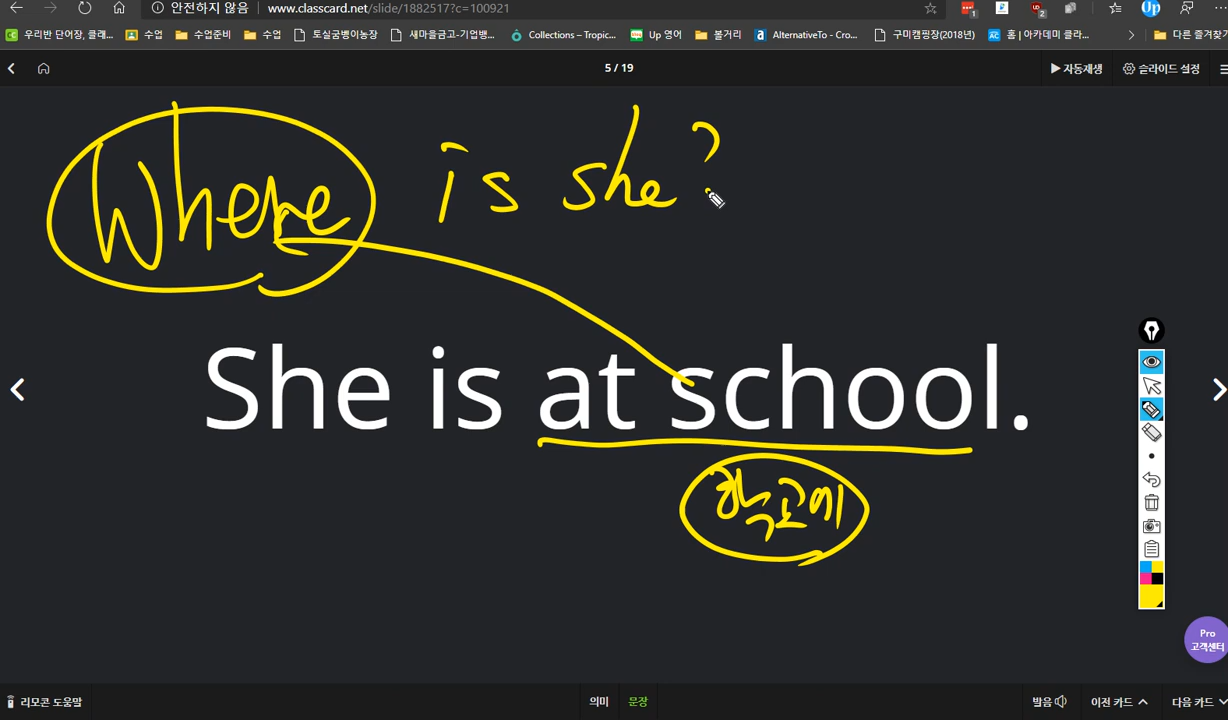 안전하지 않음 | www.classcard.net/slide/1882517?c=100921
우리반 단어장, 클래... 수업 수업준비 수업 토실굼벵이농장 새마을금고-기업뱅... Collections – Tropic... Up 영어 볼거리 AlternativeTo - Cro... 구미캠핑장(2018년) 홈 | 아카데미 클라... 다른 즐겨찾기
5 / 19
자동재생
슬라이드 설정
Where is she?
She is at school.
학교에
Pro
고객센터
리모콘 도움말
의미 문장
발음
이전 카드
다음 카드